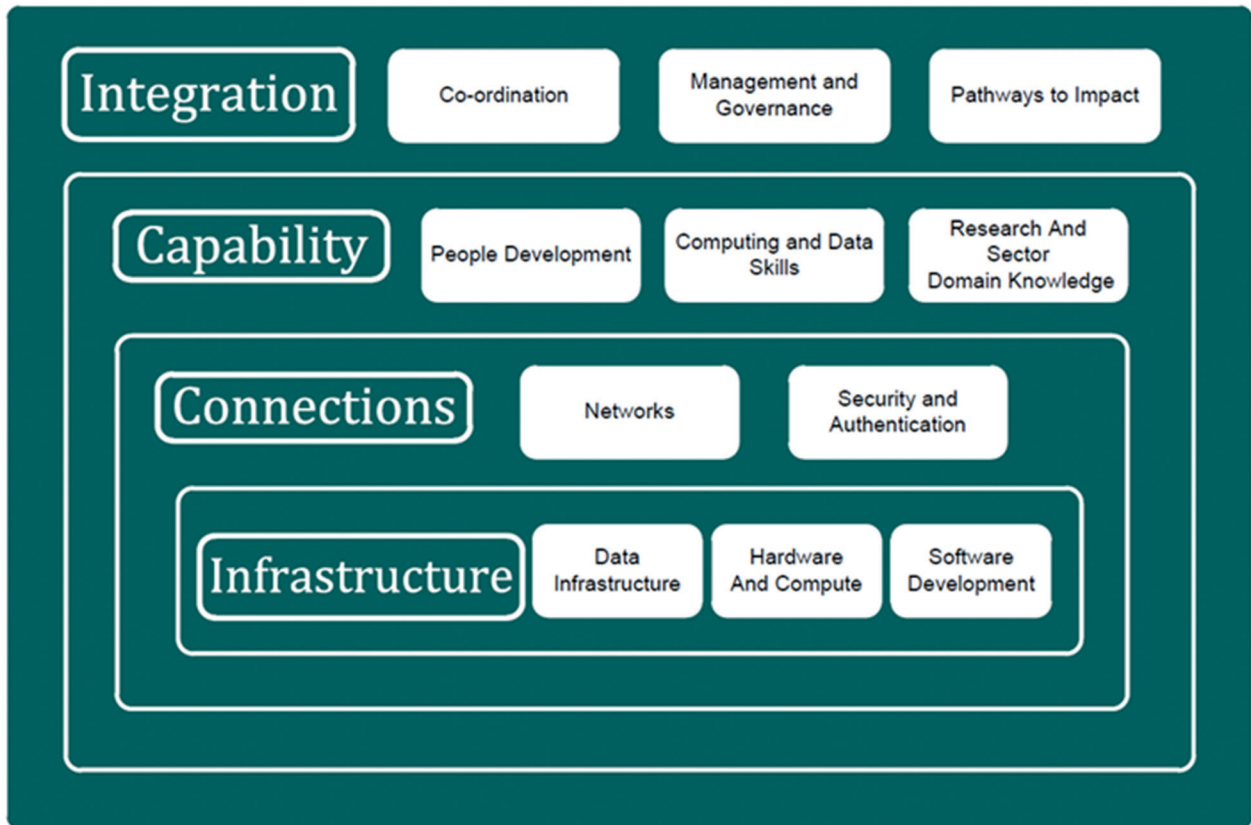 Integration
Co-ordination
Management and
Governance
Pathways to Impact
Capability
People Development
Computing and Data
Skills
Research And
Sector
Domain Knowledge
Connections
Networks
Security and
Authentication
Infrastructure
Data
Infrastructure
Hardware
And Compute
Software
Development